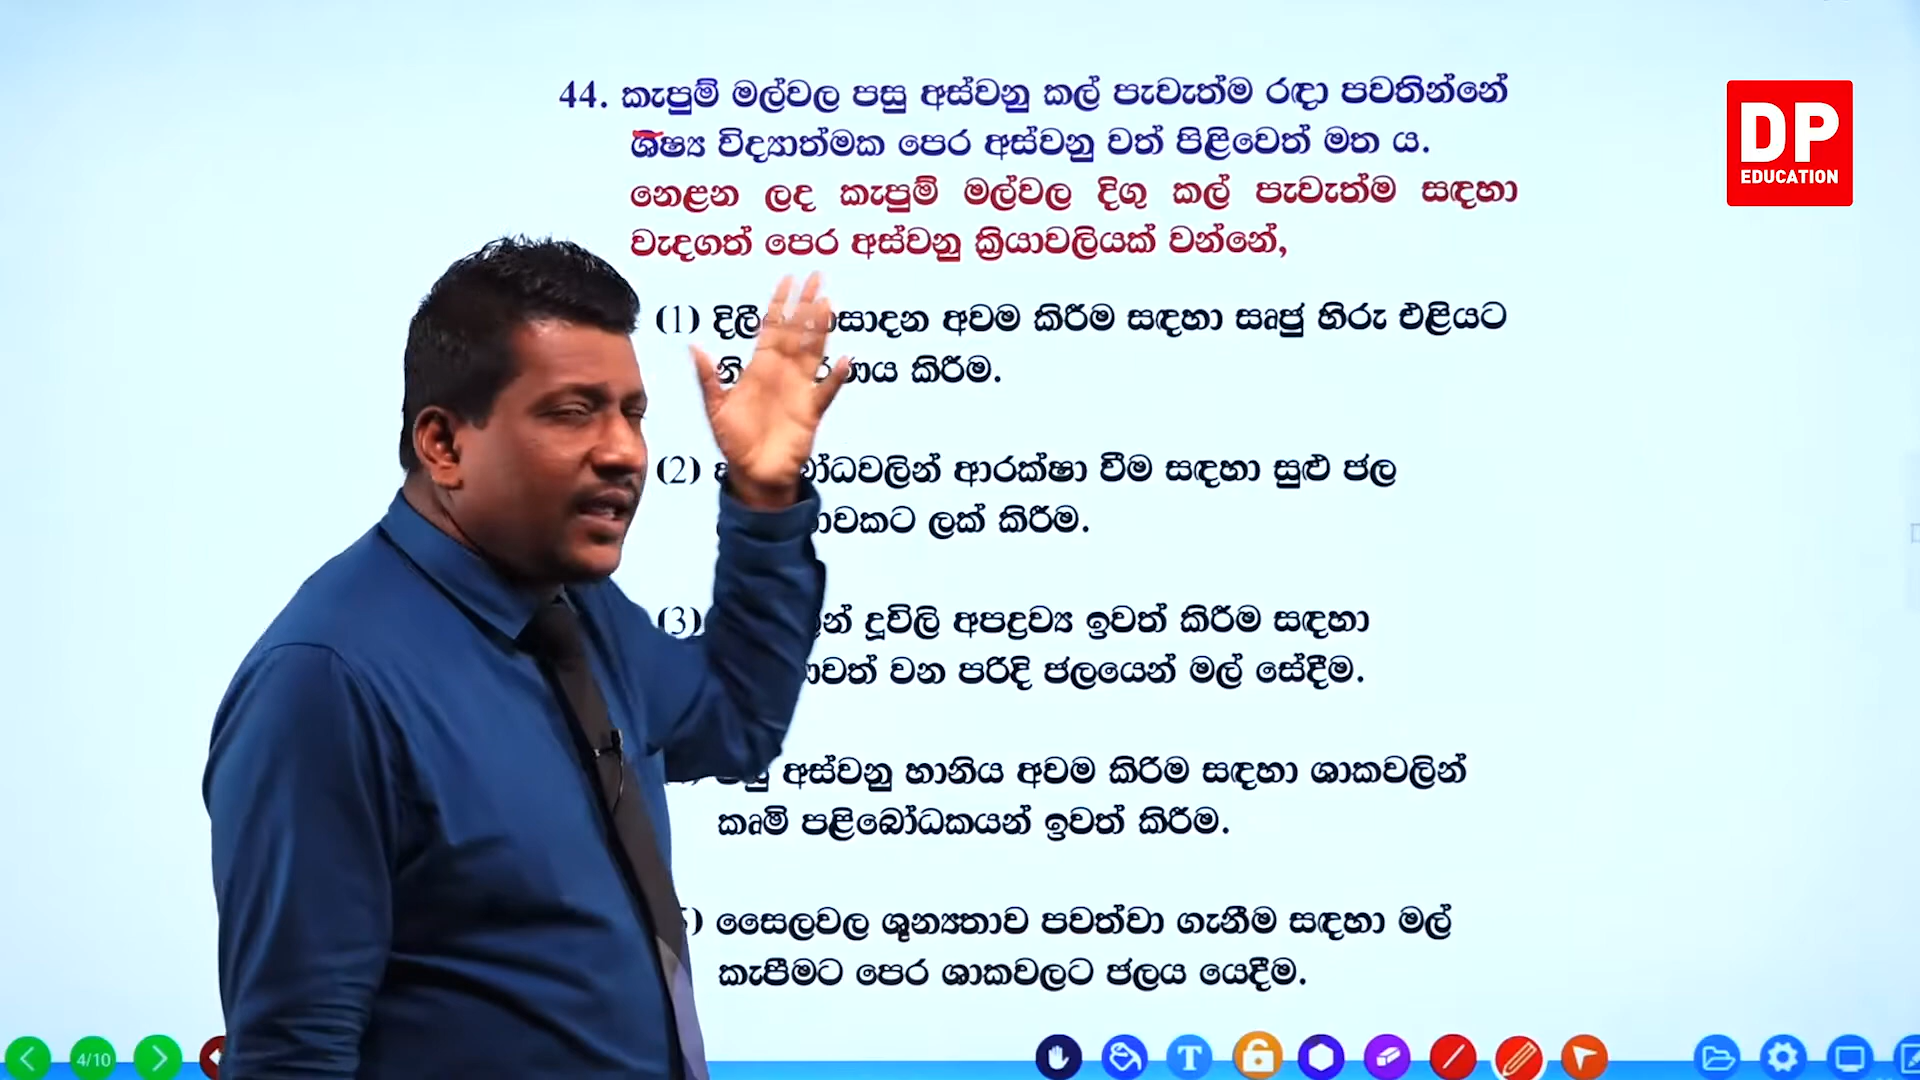 44. කැපුම් මල්වල පසු අස්වනු කල් පැවැත්ම රඳා පවතින්නේ
ශිෂ්‍ය විද්‍යාත්මක පෙර අස්වනු වත් පිළිවෙත් මත ය.
නෙළන ලද කැපුම් මල්වල දිගු කල් පැවැත්ම සඳහා
වැදගත් පෙර අස්වනු ක්‍රියාවලියක් වන්නේ,
(1) අවම කිරීම සඳහා සෘජු හිරු එළියට
කිරීම.
(2) ආරක්ෂා වීම සඳහා සුළු ජල
ලක් කිරීම.
(3) දූවිලි අපද්‍රව්‍ය ඉවත් කිරීම සඳහා
වන පරිදි ජලයෙන් මල් සේදීම.
අස්වනු හානිය අවම කිරීම සඳහා ශාකවලින්
කෘමි පළිබෝධකයන් ඉවත් කිරීම.
සෛලවල ශූන්‍යතාව පවත්වා ගැනීම සඳහා මල්
කැපීමට පෙර ශාකවලට ජලය යෙදීම.
DP
EDUCATION
4/10
T